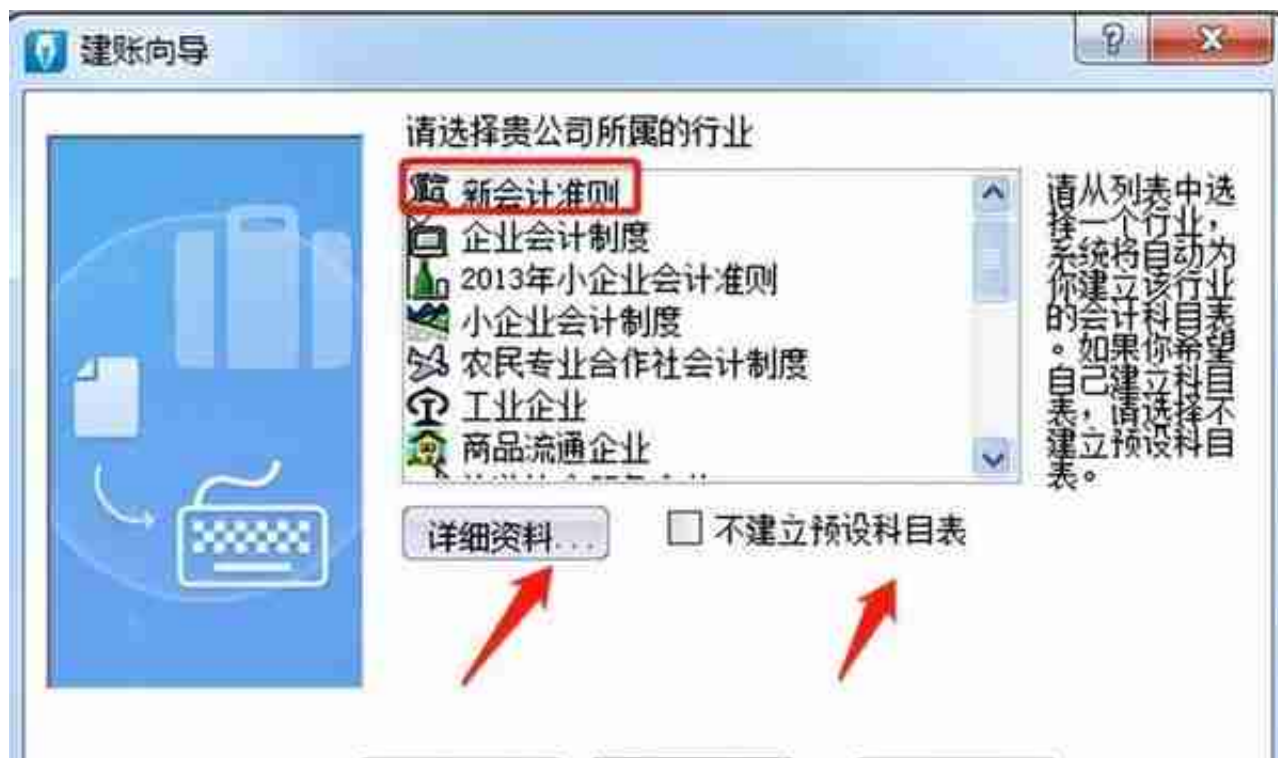 建账向导
请选择贵公司所属的行业
新会计准则
企业会计制度
2013年小企业会计准则
小企业会计制度
农民专业合作社会计制度
工业企业
商品流通企业
请从列表中选
择一个行业，
系统将自动为
你建立该行业
的会计科目表
。如果你希望
自己建立科目
表，请选择不
建立预设科目
表。
详细资料...
不建立预设科目表